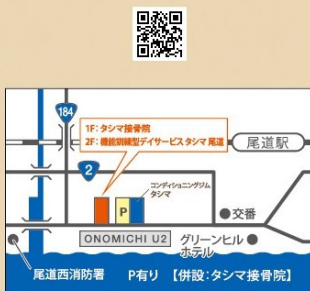 184
1F: タシマ接骨院
2F: 機能訓練型デイサービス タシマ 尾道
尾道駅
2
コンディショニングジム
タシマ
P
交番
ONOMICHI U2
グリーンヒル
ホテル
尾道西消防署
P有り 【併設:タシマ接骨院】